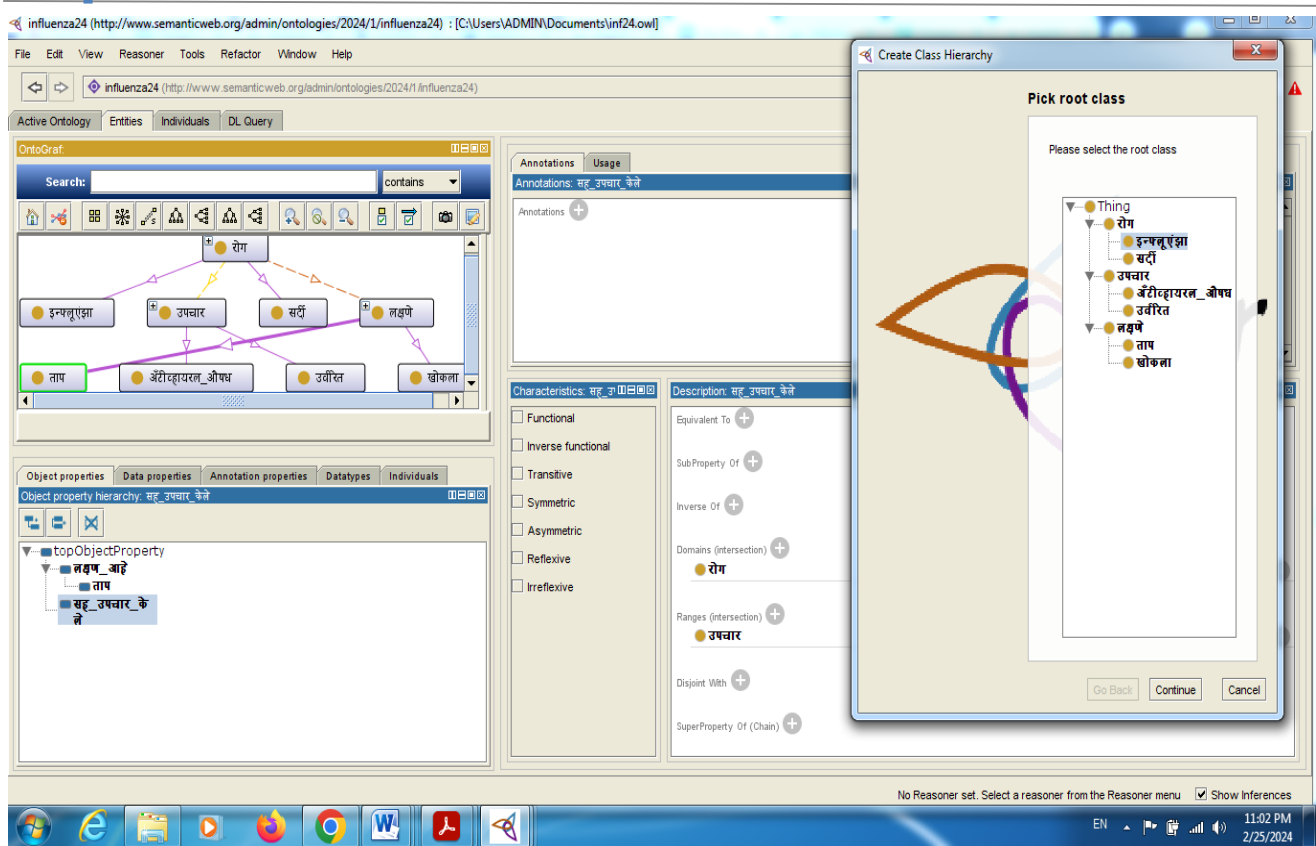 influenza24 (http://www.semanticweb.org/admin/ontologies/2024/1/influenza24) : [C:\Users\ADMIN\Documents\inf24.owl]
File Edit View Reasoner Tools Refactor Window Help
influenza24 (http://www.semanticweb.org/admin/ontologies/2024/1/influenza24)
Active Ontology Entities Individuals DL Query
OntoGraf:
Search: contains
रोग
इन्फ्लूएंझा उपचार सर्दी लक्षणे
ताप अँटीव्हायरल_औषध उर्वरित खोकला
Object properties Data properties Annotation properties Datatypes Individuals
Object property hierarchy: सह_उपचार_केले
topObjectProperty
लक्षण_आहे
ताप
सह_उपचार_के
ले
Annotations Usage
Annotations: सह_उपचार_केले
Annotations
Characteristics: सह_उ
Functional
Inverse functional
Transitive
Symmetric
Asymmetric
Reflexive
Irreflexive
Description: सह_उपचार_केले
Equivalent To
SubProperty Of
Inverse Of
Domains (intersection)
रोग
Ranges (intersection)
उपचार
Disjoint With
SuperProperty Of (Chain)
Create Class Hierarchy
Pick root class
Please select the root class
Thing
रोग
इन्फ्लूएंझा
सर्दी
उपचार
अँटीव्हायरल_औषध
उर्वरित
लक्षणे
ताप
खोकला
Go Back Continue Cancel
No Reasoner set. Select a reasoner from the Reasoner menu Show Inferences
EN 11:02 PM
2/25/2024